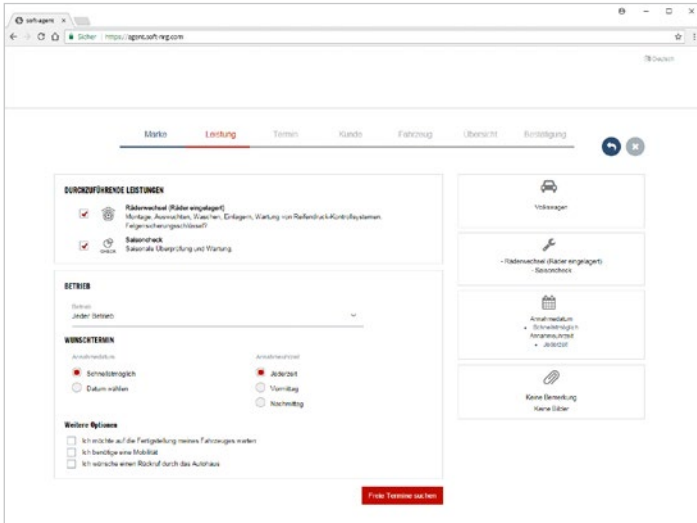 soft-agent
Sicher
https://agent.soft-nrg.com
Deutsch
Marke
Leistung
Termin
Kunde
Fahrzeug
Übersicht
Bestätigung
DURCHZUFÜHRENDE LEISTUNGEN
Räderwechsel (Räder eingelagert)
Montage, Auswuchten, Waschen, Einlagern, Wartung von Reifendruck-Kontrollsystemen.
Felgensicherungsschlüssel?
CHECK
Saisoncheck
Saisonale Überprüfung und Wartung.
BETRIEB
Betrieb
Jeder Betrieb
WUNSCHTERMIN
Annahmedatum
Schnellstmöglich
Datum wählen
Annahmeuhrzeit
Jederzeit
Vormittag
Nachmittag
Weitere Optionen
Ich möchte auf die Fertigstellung meines Fahrzeuges warten
Ich benötige eine Mobilität
Ich wünsche einen Rückruf durch das Autohaus
Freie Termine suchen
Volkswagen
- Räderwechsel (Räder eingelagert)
- Saisoncheck
Annahmedatum
• Schnellstmöglich
Annahmeuhrzeit
• Jederzeit
Keine Bemerkung
Keine Bilder